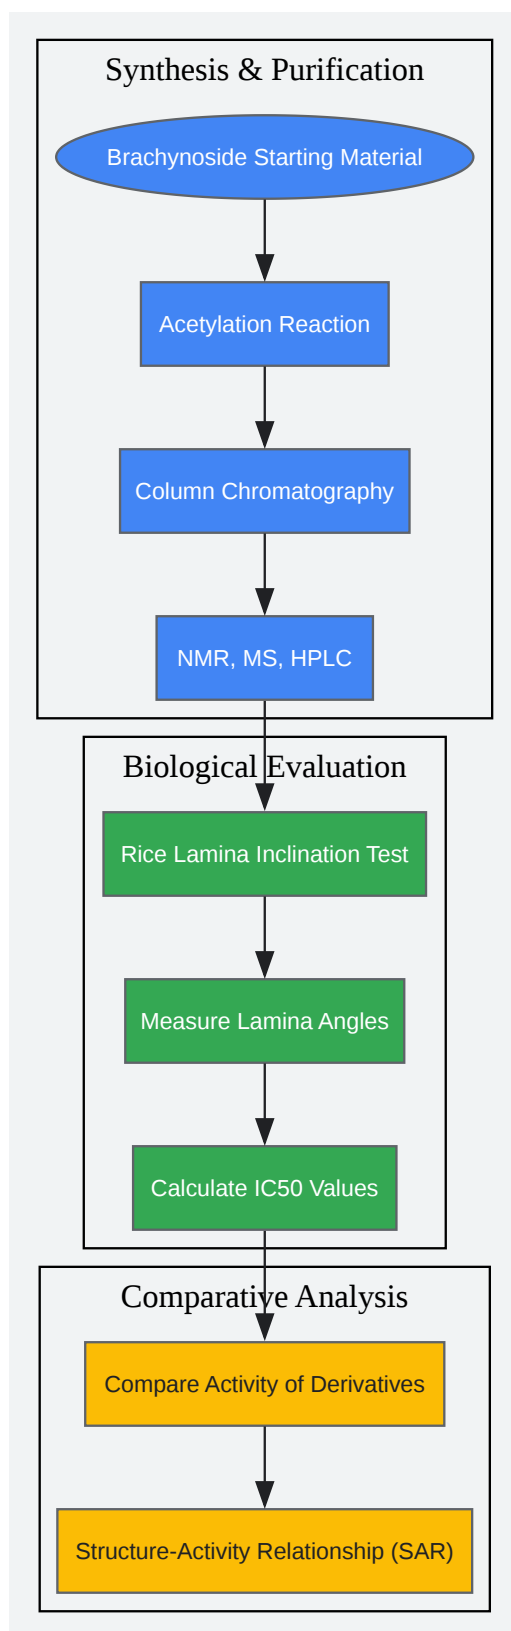 Synthesis & Purification
Brachynoside Starting Material
Acetylation Reaction
Column Chromatography
NMR, MS, HPLC
Biological Evaluation
Rice Lamina Inclination Test
Measure Lamina Angles
Calculate IC50 Values
Comparative Analysis
Compare Activity of Derivatives
Structure-Activity Relationship (SAR)